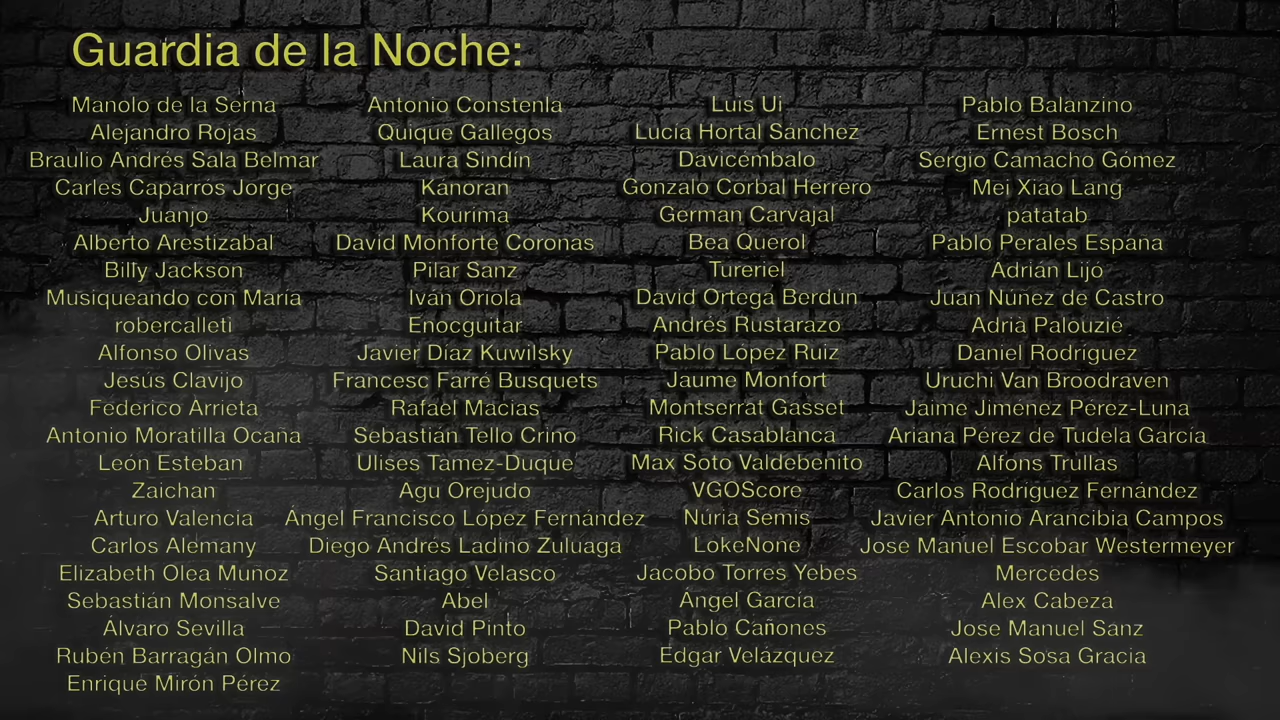 Guardia de la Noche:
Manolo de la Serna
Alejandro Rojas
Braulio Andrés Sala Belmar
Carles Caparrós Jorge
Juanjo
Alberto Arestizabal
Billy Jackson
Musiqueando con María
robercalleti
Alfonso Olivas
Jesús Clavijo
Federico Arrieta
Antonio Moratilla Ocaña
León Esteban
Zaichan
Arturo Valencia
Carlos Alemany
Elizabeth Olea Muñoz
Sebastián Monsalve
Álvaro Sevilla
Rubén Barragán Olmo
Enrique Mirón Pérez
Antonio Constenla
Quique Gallegos
Laura Sindín
Kánoran
Kourima
David Monforte Coronas
Pilar Sanz
Iván Oriola
Enocguitar
Javier Díaz Kuwilsky
Francesc Farré Busquets
Rafael Macías
Sebastián Tello Crino
Ulises Tamez-Duque
Agu Orejudo
Ángel Francisco López Fernández
Diego Andrés Ladino Zuluaga
Santiago Velasco
Abel
David Pinto
Nils Sjoberg
Luis Ui
Lucía Hortal Sánchez
Davicémbalo
Gonzalo Corbal Herrero
German Carvajal
Bea Querol
Tureriel
David Ortega Berdún
Andrés Rustarazo
Pablo López Ruiz
Jaume Monfort
Montserrat Gasset
Rick Casablanca
Max Soto Valdebenito
VGOScore
Núria Semis
LokeNone
Jacobo Torres Yebes
Ángel García
Pablo Cañones
Edgar Velázquez
Pablo Balanzino
Ernest Bosch
Sergio Camacho Gómez
Mei Xiao Lang
patatab
Pablo Perales Espana
Adrián Lijó
Juan Núnez de Castro
Adrià Palouzié
Daniel Rodríguez
Uruchi Van Broodraven
Jaime Jimenez Pérez-Luna
Ariana Pérez de Tudela García
Alfons Trullas
Carlos Rodríguez Fernández
Javier Antonio Arancibia Campos
Jose Manuel Escobar Westermeyer
Mercedes
Alex Cabeza
Jose Manuel Sanz
Alexis Sosa Gracia